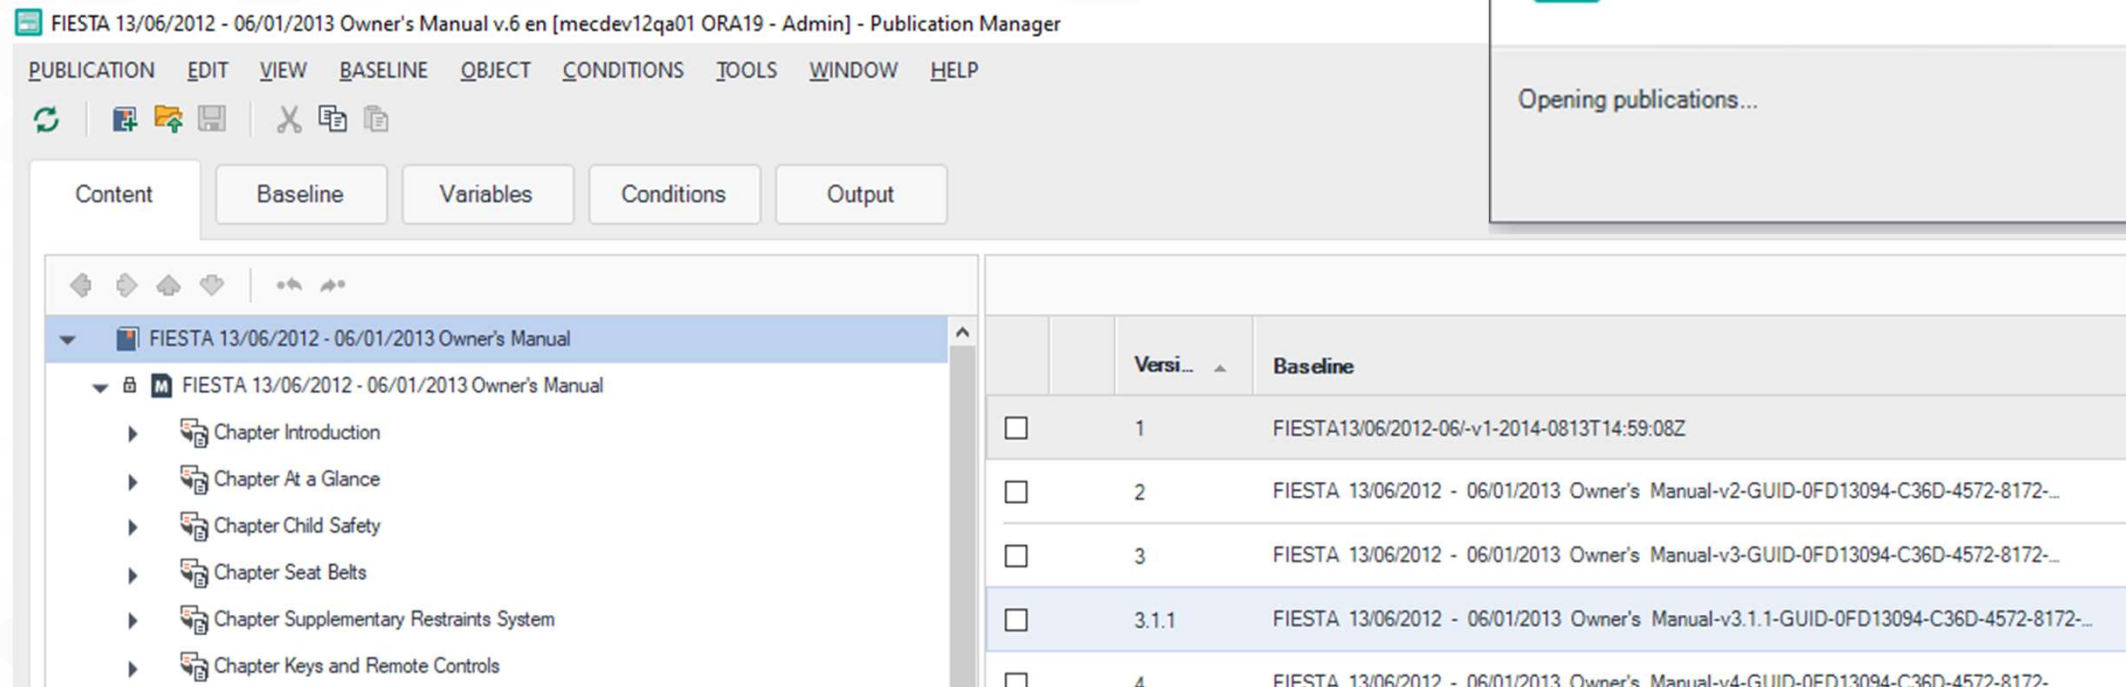 FIESTA 13/06/2012 - 06/01/2013 Owner's Manual v.6 en [mecdev12qa01 ORA19 - Admin] - Publication Manager
PUBLICATION EDIT VIEW BASELINE OBJECT CONDITIONS TOOLS WINDOW HELP
Opening publications...
Content Baseline Variables Conditions Output
FIESTA 13/06/2012 - 06/01/2013 Owner's Manual
FIESTA 13/06/2012 - 06/01/2013 Owner's Manual
Chapter Introduction
Chapter At a Glance
Chapter Child Safety
Chapter Seat Belts
Chapter Supplementary Restraints System
Chapter Keys and Remote Controls
Versi... Baseline
1 FIESTA13/06/2012-06/-v1-2014-0813T14:59:08Z
2 FIESTA 13/06/2012 - 06/01/2013 Owner's Manual-v2-GUID-0FD13094-C36D-4572-8172-...
3 FIESTA 13/06/2012 - 06/01/2013 Owner's Manual-v3-GUID-0FD13094-C36D-4572-8172-...
3.1.1 FIESTA 13/06/2012 - 06/01/2013 Owner's Manual-v3.1.1-GUID-0FD13094-C36D-4572-8172-...
4 FIESTA 13/06/2012 - 06/01/2013 Owner's Manual-v4-GUID-0FD13094-C36D-4572-8172-